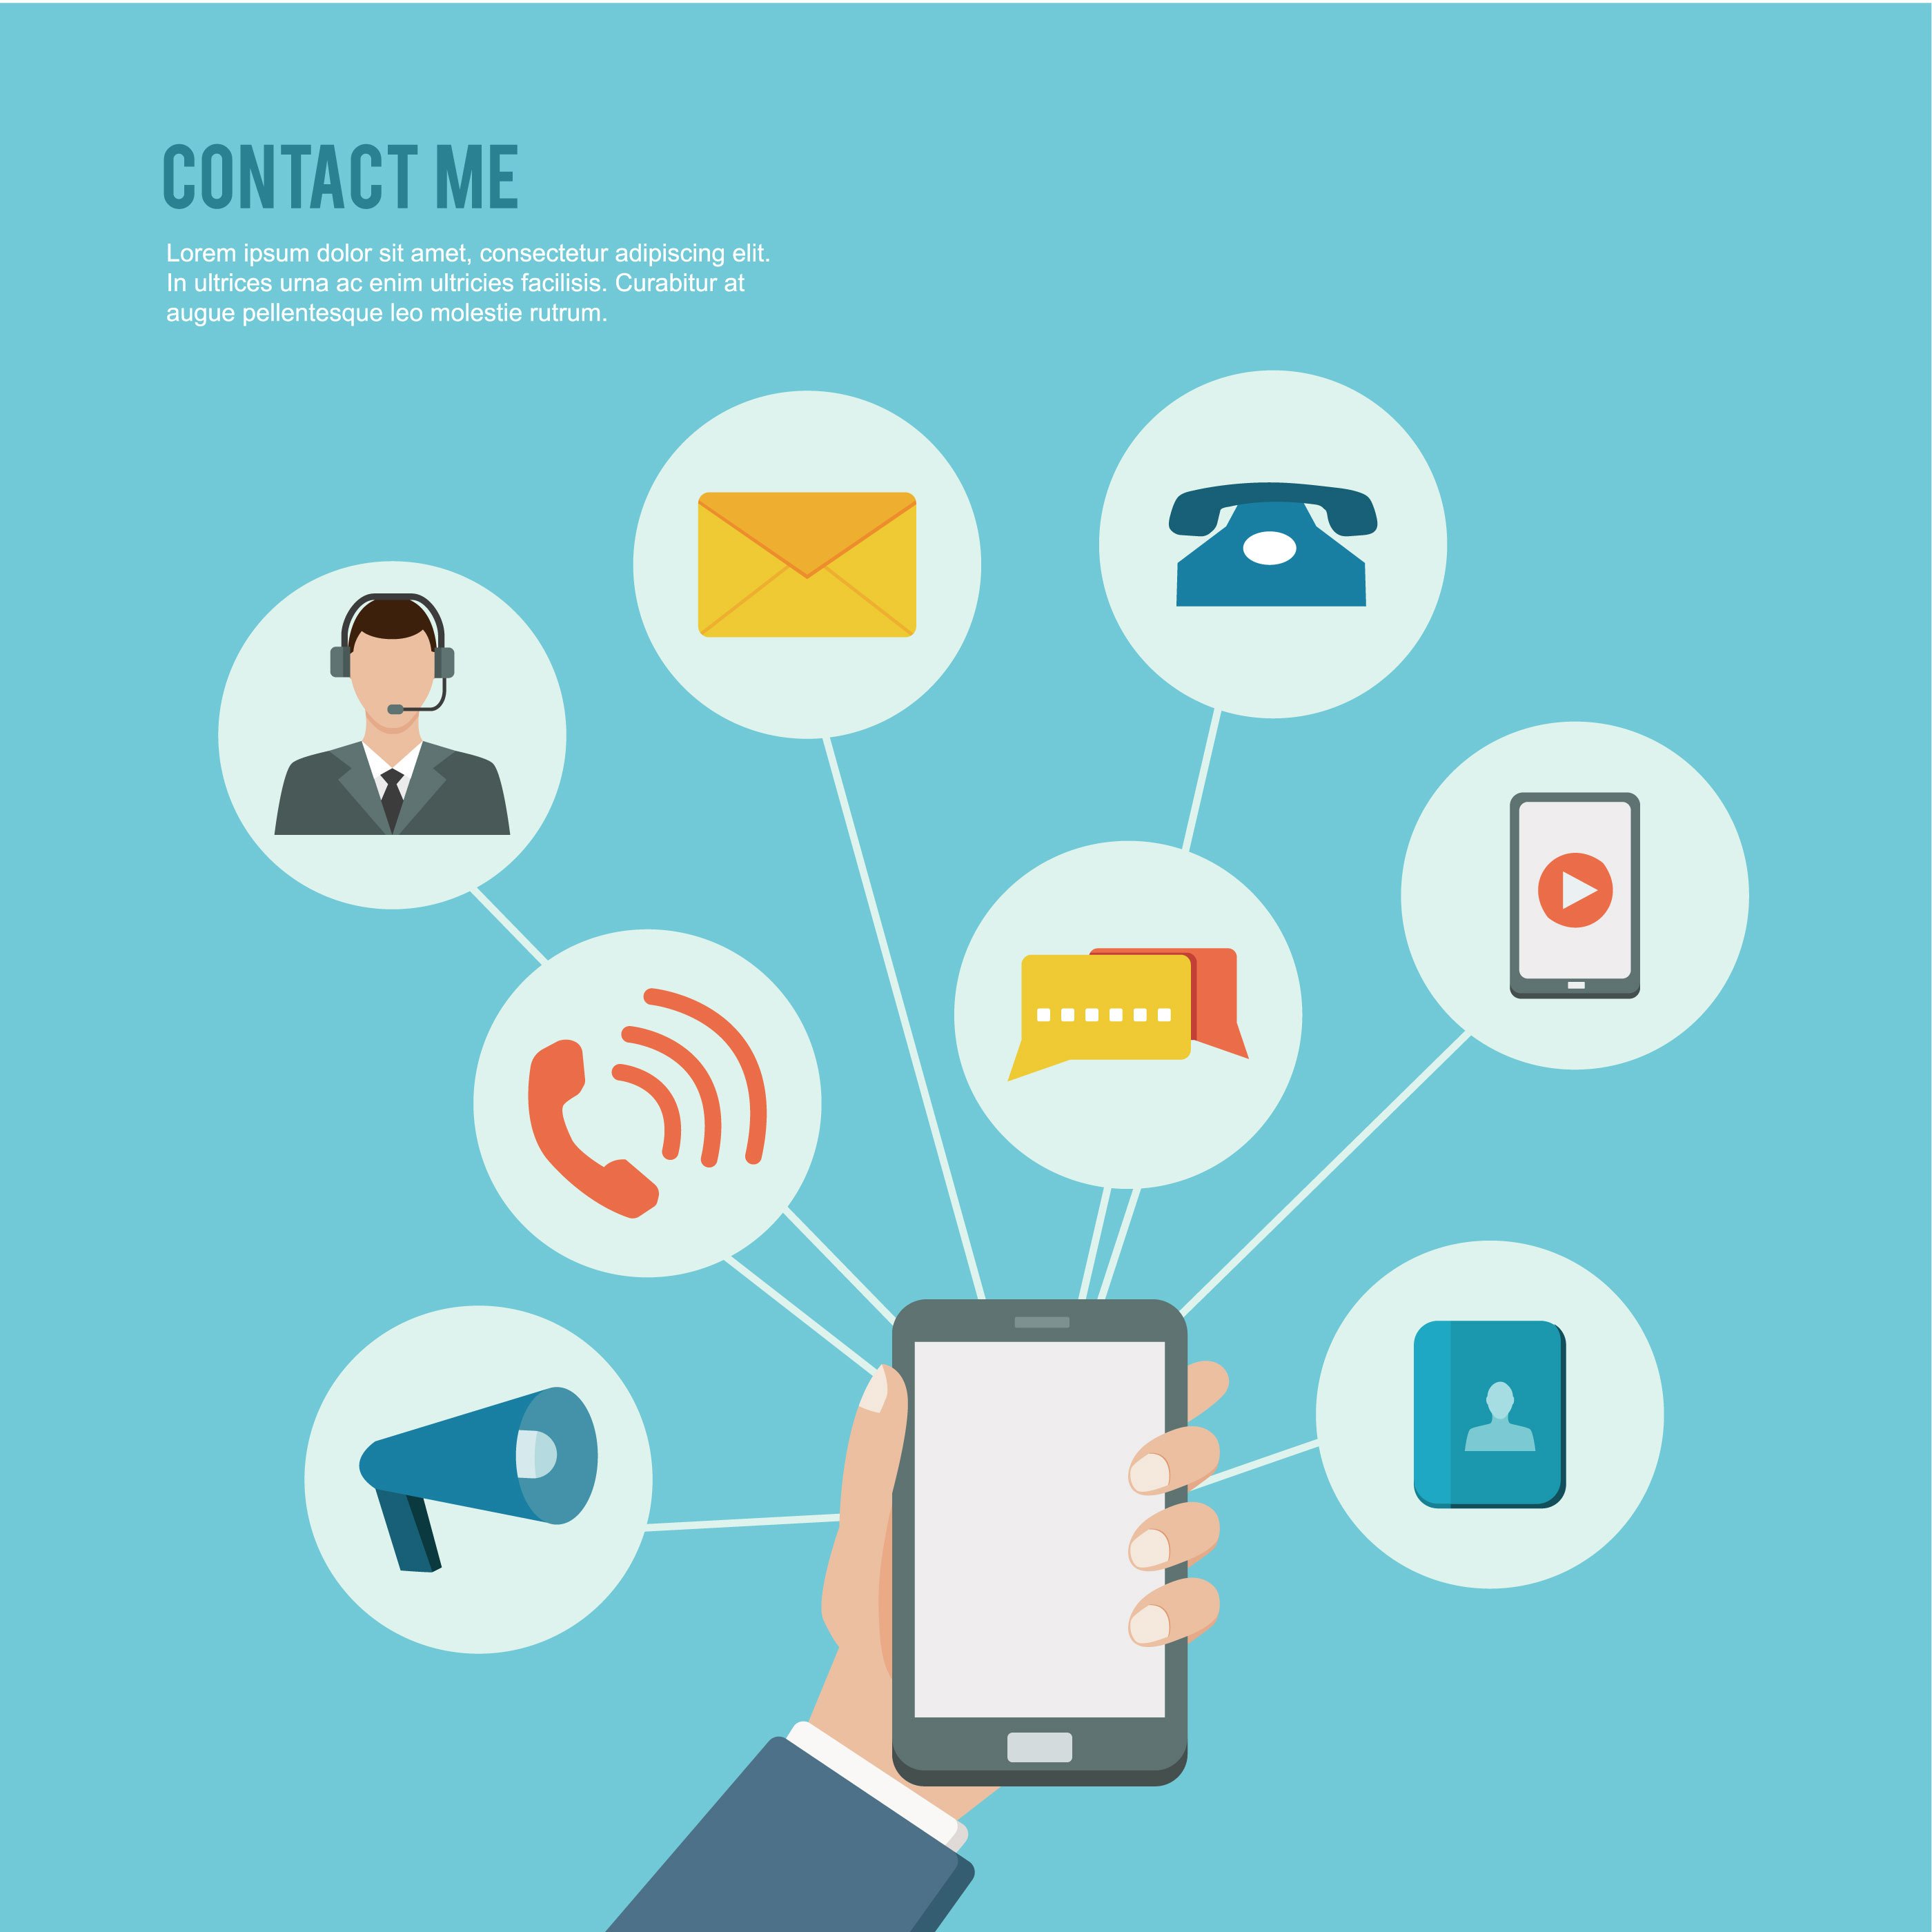 CONTACT ME
Lorem ipsum dolor sit amet, consectetur adipiscing elit.
In ultrices urna ac enim ultricies facilisis. Curabitur at
augue pellentesque leo molestie rutrum.